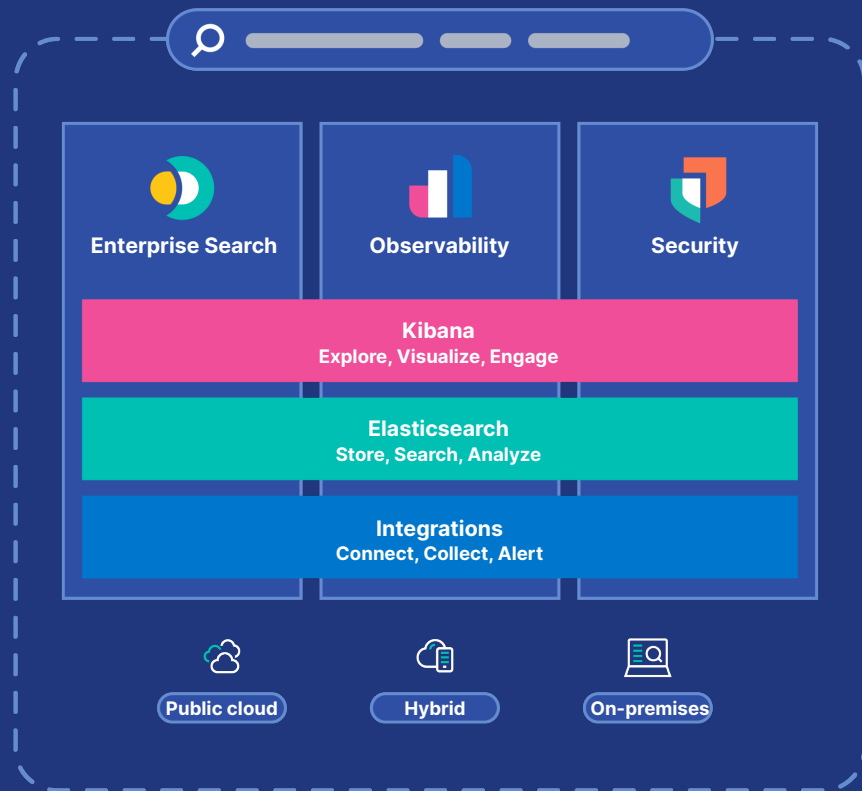 Enterprise Search
Observability
Security
Kibana
Explore, Visualize, Engage
Elasticsearch
Store, Search, Analyze
Integrations
Connect, Collect, Alert
Public cloud
Hybrid
On-premises